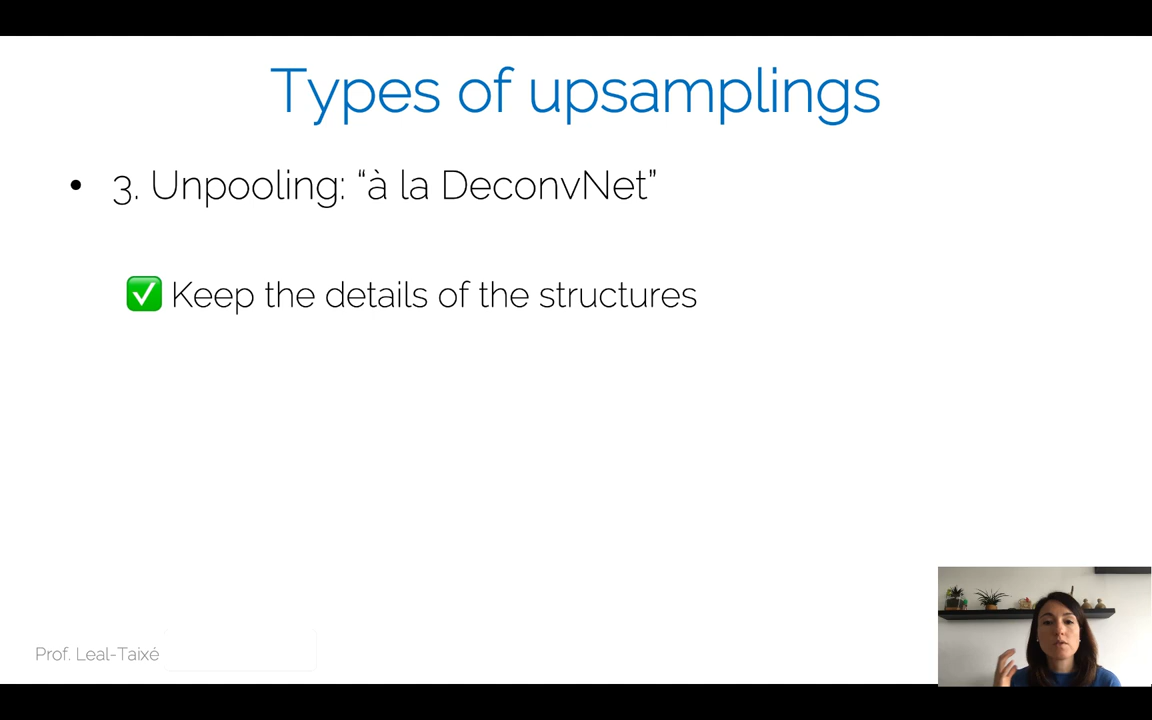 Types of upsamplings
• 3. Unpooling: “à la DeconvNet”
✅ Keep the details of the structures
Prof. Leal-Taixé